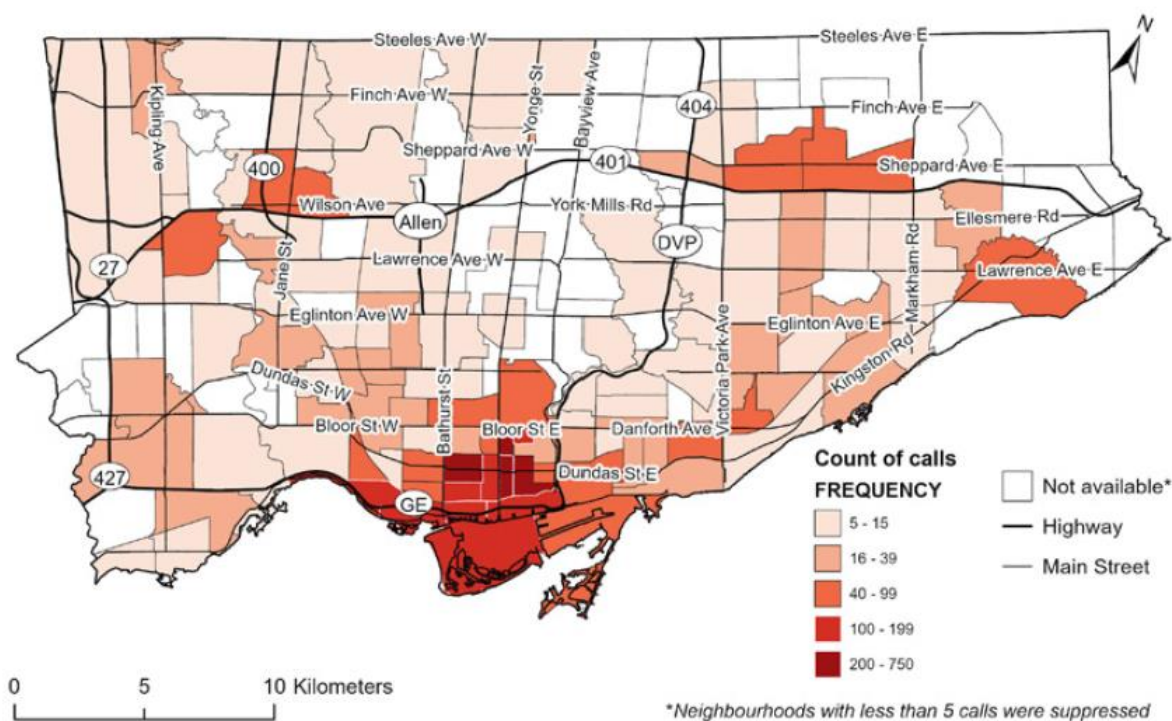 N
Steeles Ave W
Steeles Ave E
Kipling Ave
Finch Ave W
Yonge St
Bayview Ave
404
Finch Ave E
400
Sheppard Ave W
401
Sheppard Ave E
Wilson Ave
Allen
York Mills Rd
Ellesmere Rd
27
Jane St
Lawrence Ave W
DVP
Markham Rd
Lawrence Ave E
Eglinton Ave W
Victoria Park Ave
Eglinton Ave E
Kingston Rd
Dundas St W
Bathurst St
Bloor St W
Bloor St E
Danforth Ave
427
GE
Dundas St E
Count of calls
FREQUENCY
5 - 15
16 - 39
40 - 99
100 - 199
200 - 750
Not available*
Highway
Main Street
0 5 10 Kilometers
*Neighbourhoods with less than 5 calls were suppressed